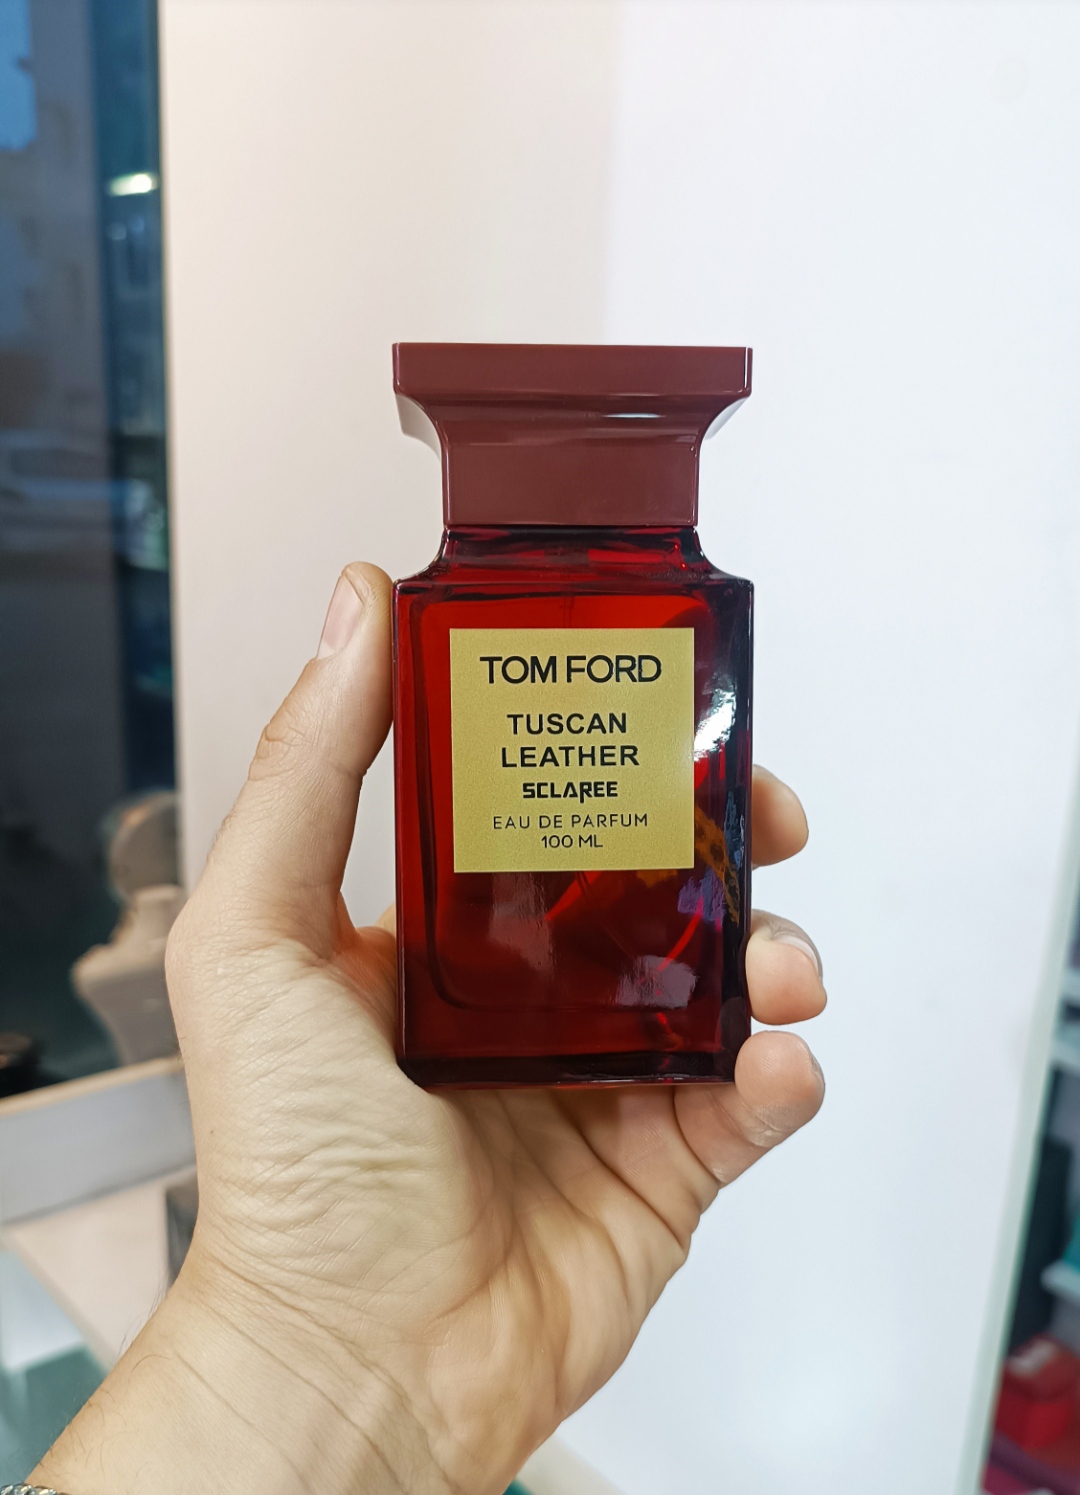 TOM FORD
TUSCAN
LEATHER
SCLAREE
EAU DE PARFUM
100 ML